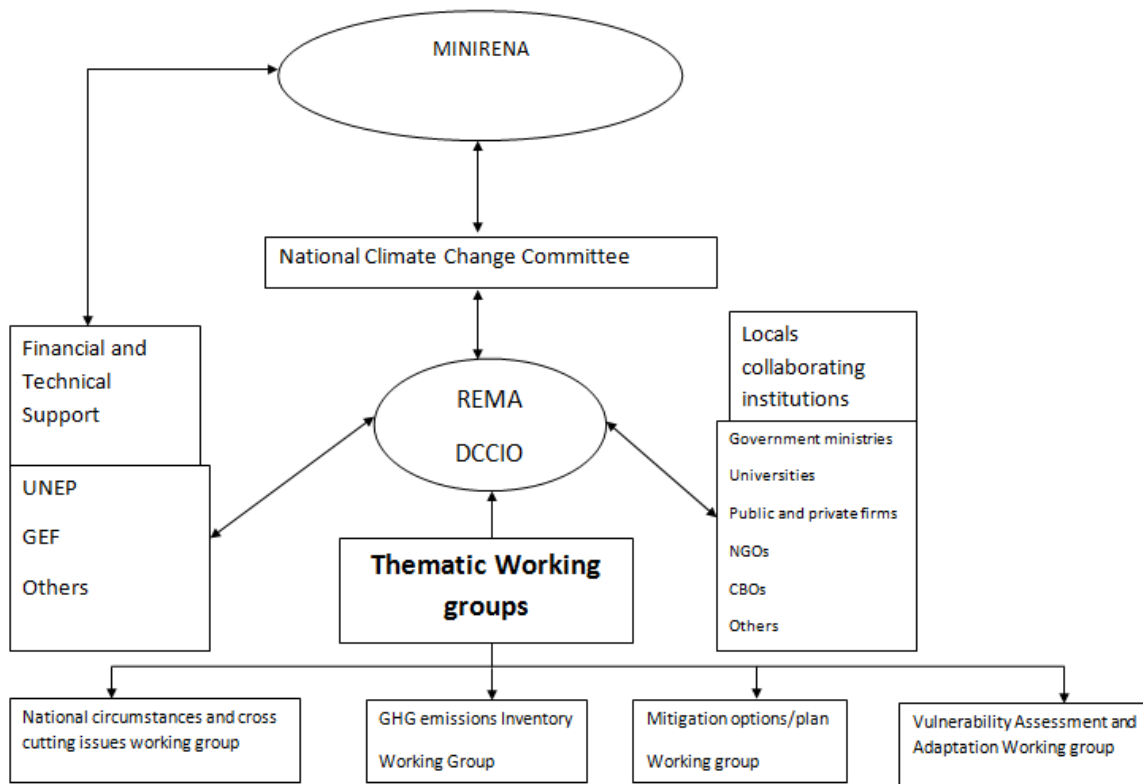 MINIRENA
National Climate Change Committee
Financial and
Technical
Support
UNEP
GEF
Others
REMA
DCCIO
Locals
collaborating
institutions
Government ministries
Universities
Public and private firms
NGOs
CBOs
Others
Thematic Working
groups
National circumstances and cross
cutting issues working group
GHG emissions Inventory
Working Group
Mitigation options/plan
Working group
Vulnerability Assessment and
Adaptation Working group